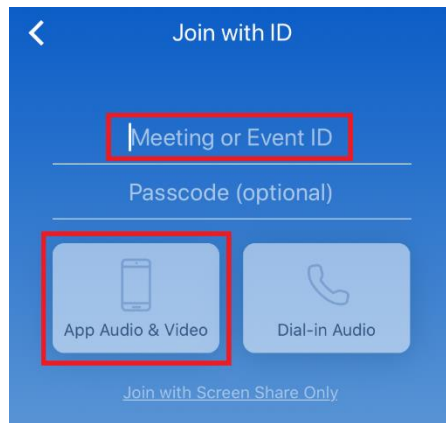 Join with ID
Meeting or Event ID
Passcode (optional)
App Audio & Video
Dial-in Audio
Join with Screen Share Only